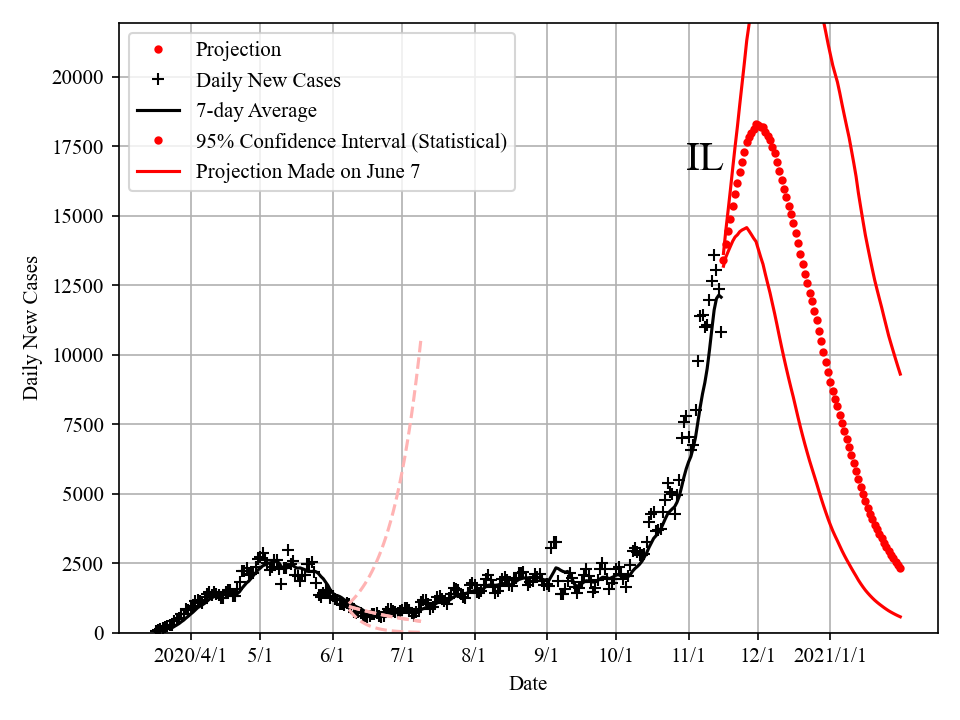 Projection
Daily New Cases
7-day Average
95% Confidence Interval (Statistical)
Projection Made on June 7
IL
20000
17500
15000
12500
10000
7500
5000
2500
0
Daily New Cases
2020/4/1 5/1 6/1 7/1 8/1 9/1 10/1 11/1 12/1 2021/1/1
Date